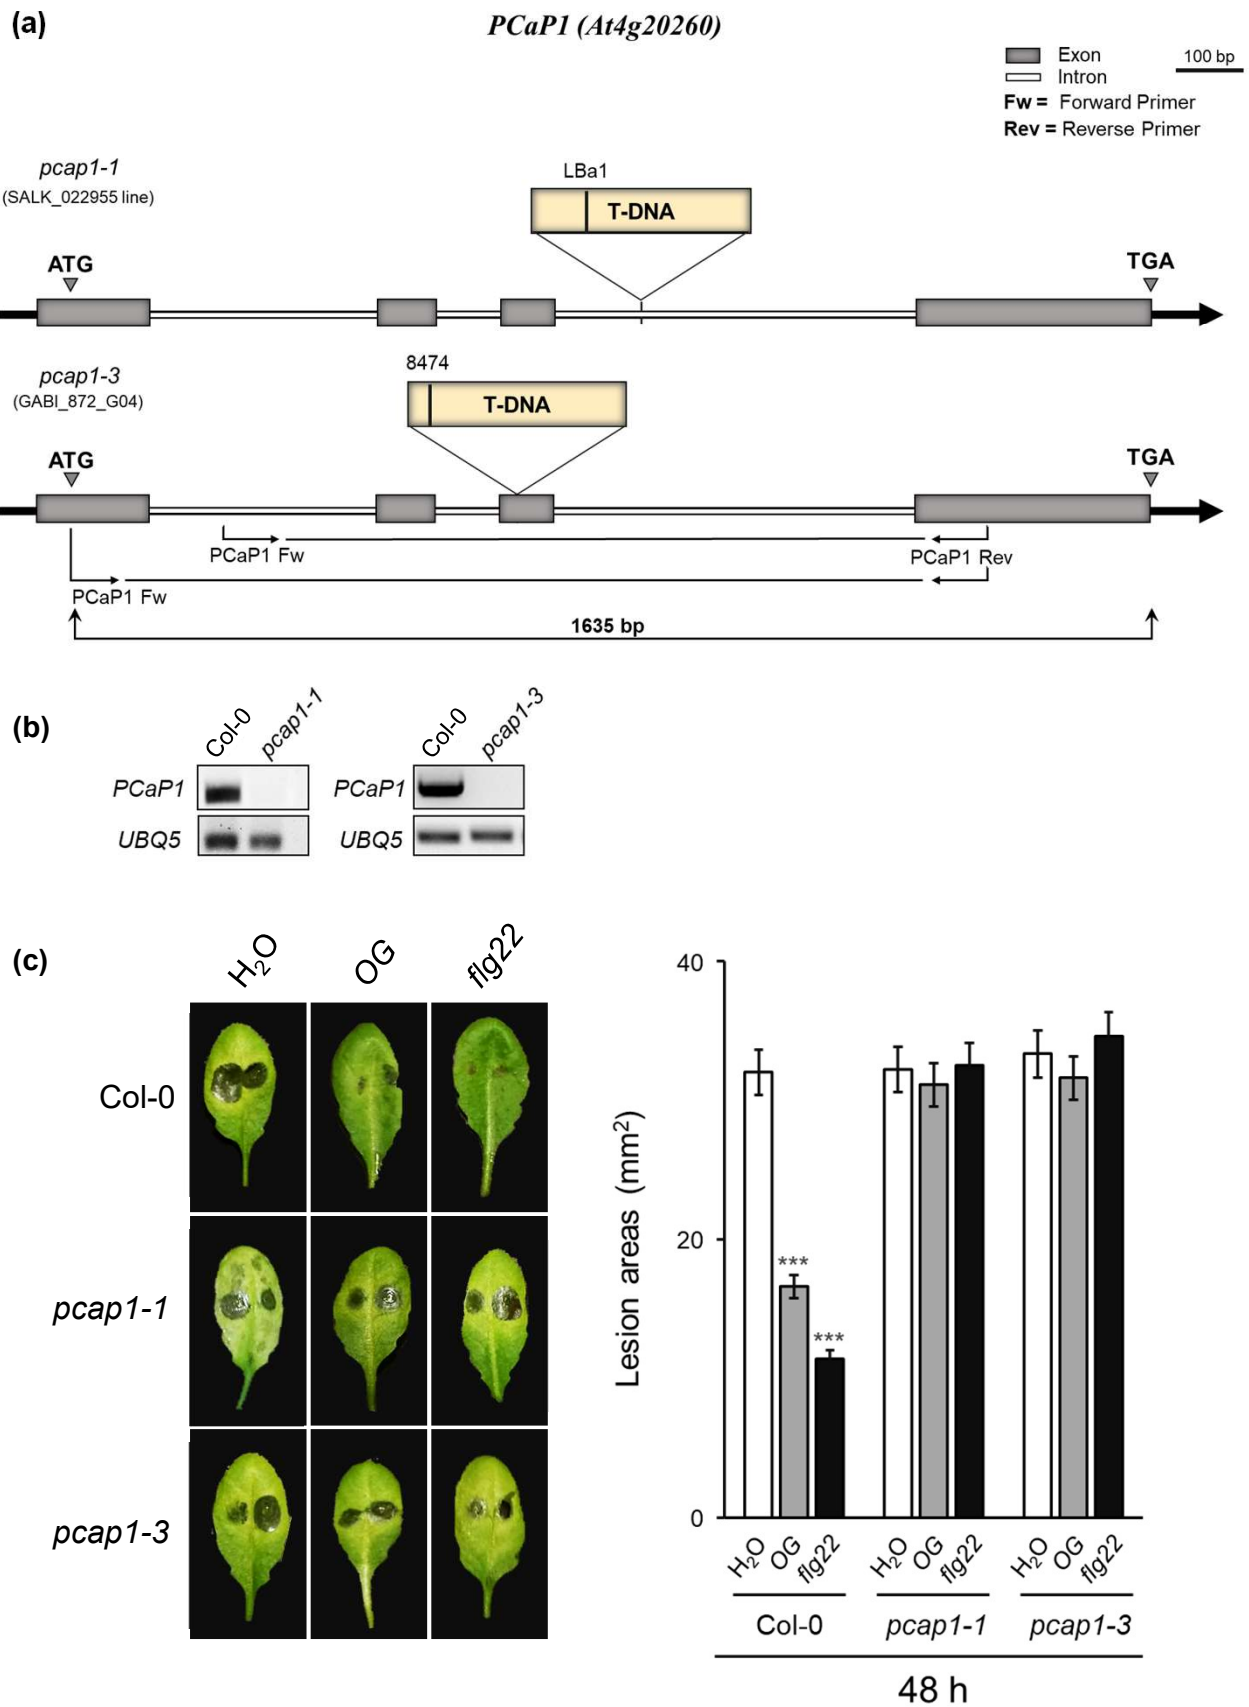 (a)
PCaP1 (At4g20260)
Exon
Intron
Fw = Forward Primer
Rev = Reverse Primer
100 bp
pcap1-1
(SALK_022955 line)
LBa1
T-DNA
ATG
TGA
pcap1-3
(GABI_872_G04)
8474
T-DNA
ATG
TGA
PCaP1 Fw
PCaP1 Rev
PCaP1 Fw
1635 bp
(b)
Col-0
pcap1-1
Col-0
pcap1-3
PCaP1
PCaP1
UBQ5
UBQ5
(c)
H₂O
OG
flg22
Col-0
pcap1-1
pcap1-3
Lesion areas (mm²)
40
20
0
***
***
H₂O OG flg22 H₂O OG flg22 H₂O OG flg22
Col-0 pcap1-1 pcap1-3
48 h